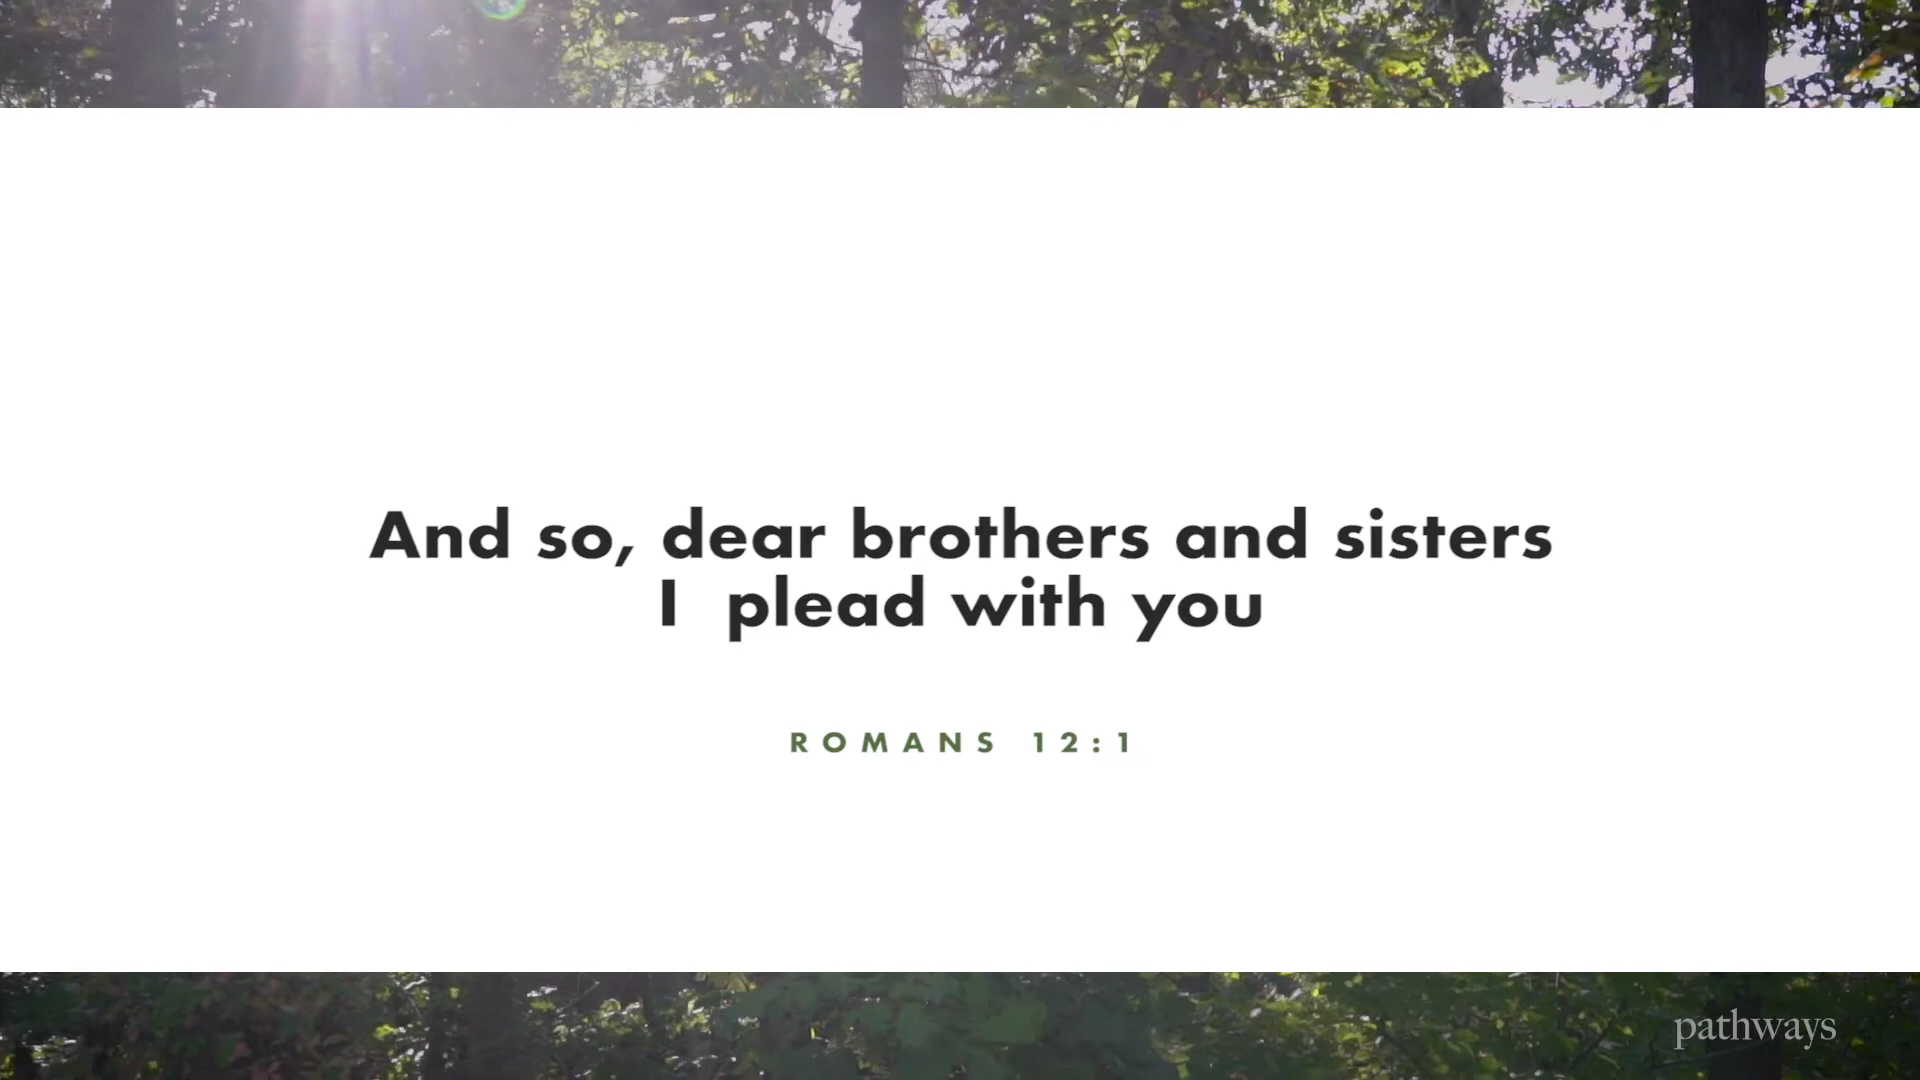 And so, dear brothers and sisters
I plead with you
ROMANS 12:1
pathways